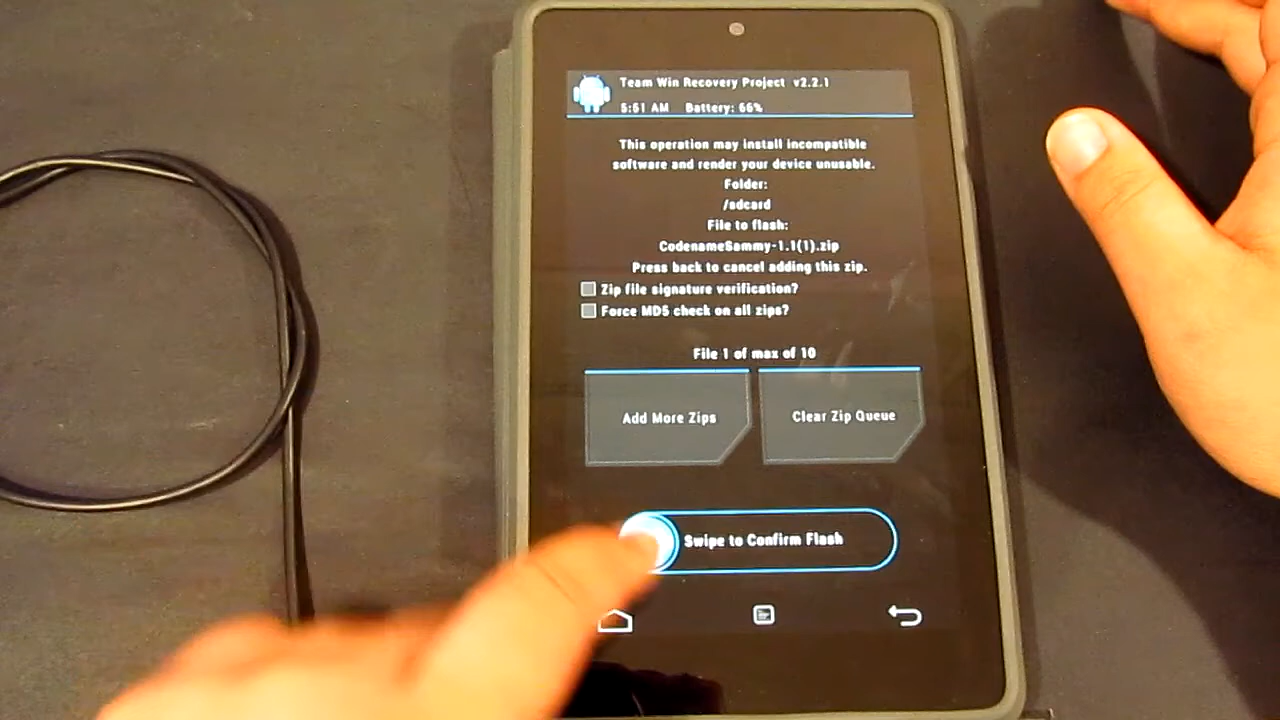 Team Win Recovery Project v2.2.1
5:51 AM Battery: 66%
This operation may install incompatible
software and render your device unusable.
Folder:
/sdcard
File to flash:
CodenameSammy-1.1(1).zip
Press back to cancel adding this zip.
Zip file signature verification?
Force MD5 check on all zips?
File 1 of max of 10
Add More Zips
Clear Zip Queue
Swipe to Confirm Flash